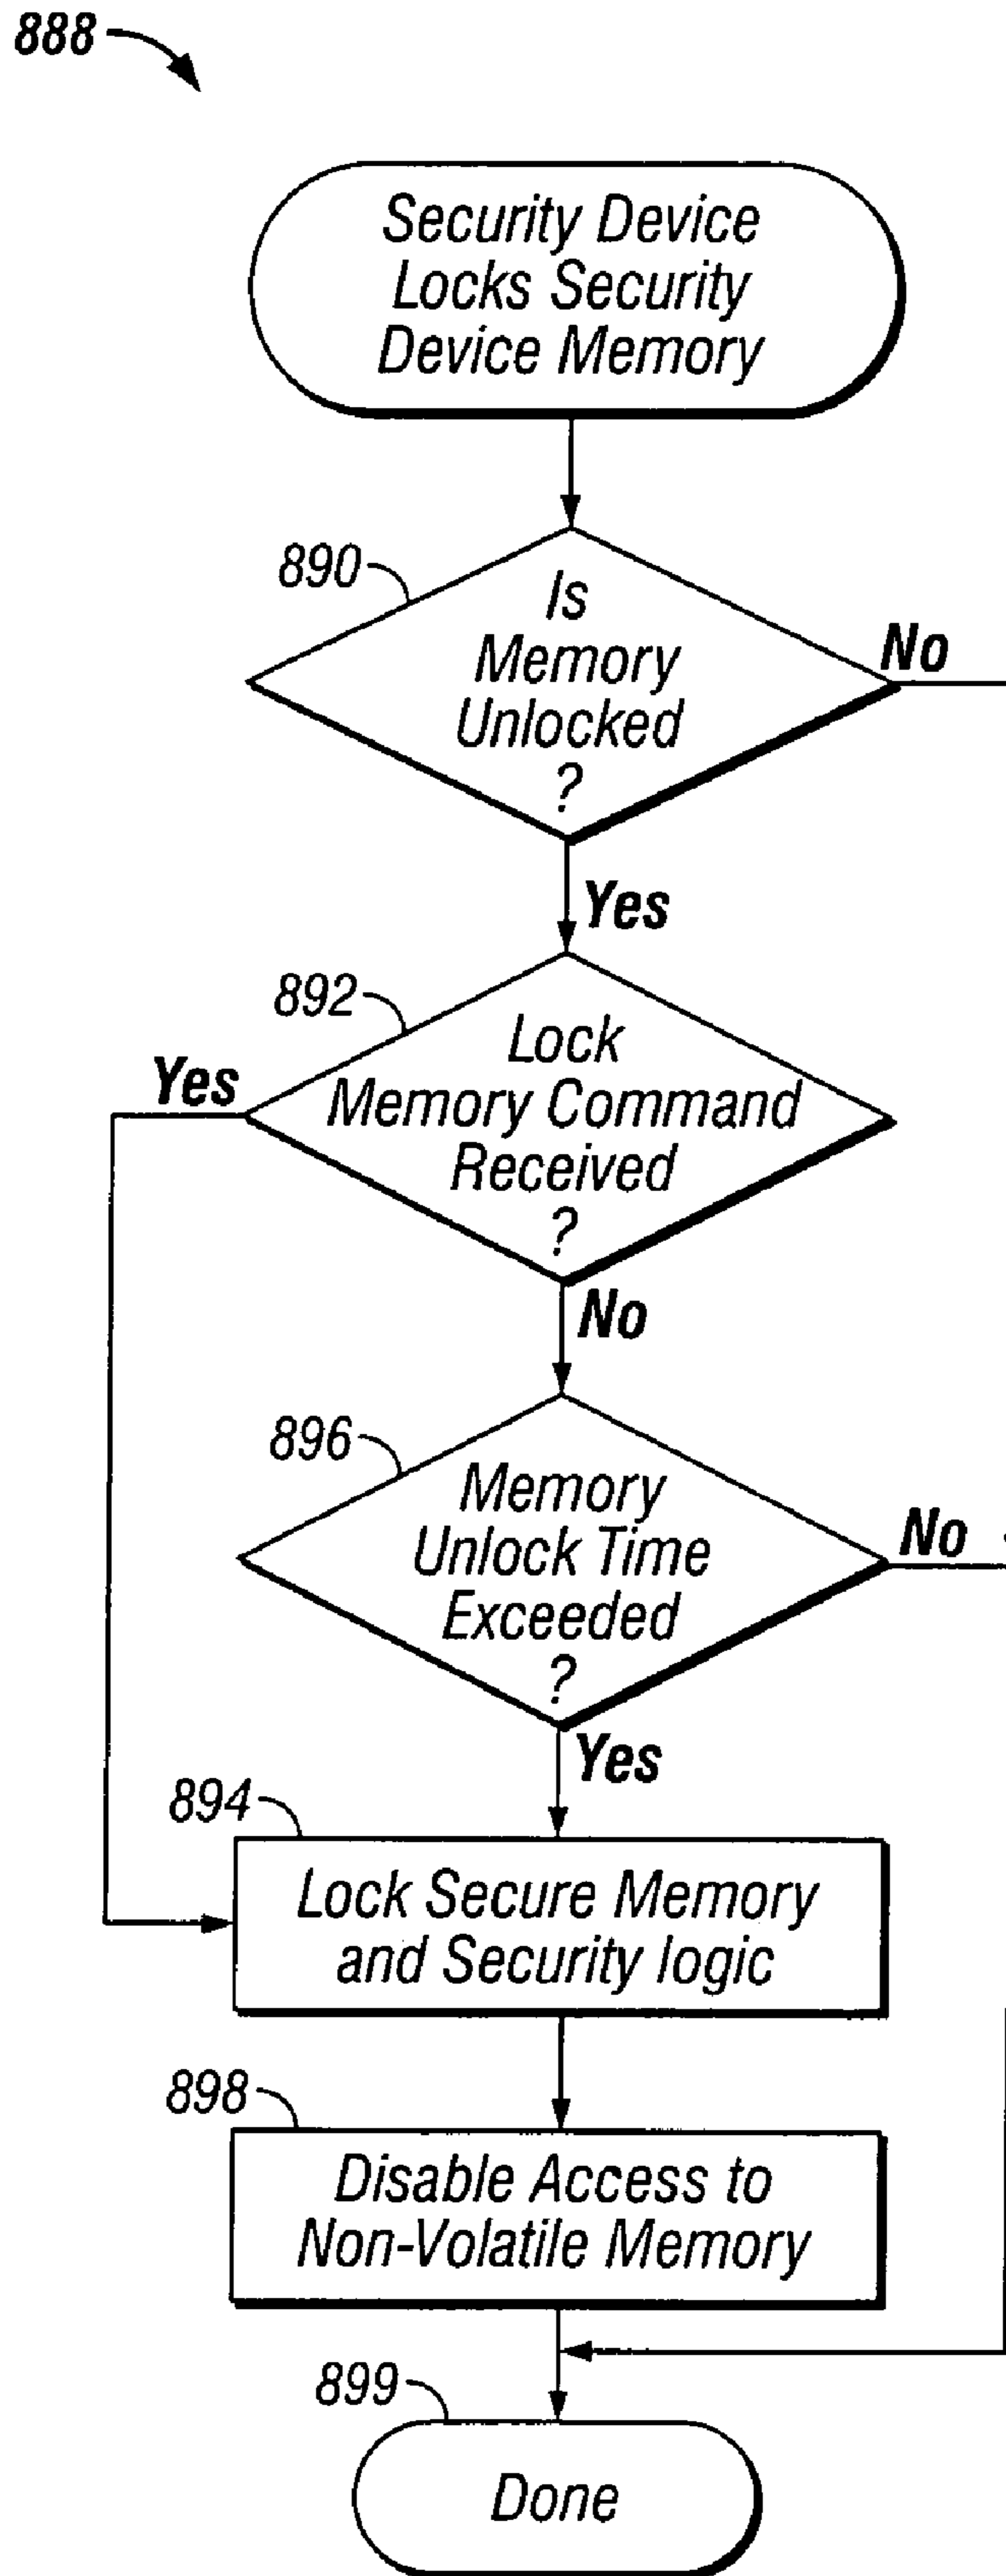 888
Security Device
Locks Security
Device Memory
890
Is
Memory
Unlocked
?
No
Yes
892
Lock
Memory Command
Received
?
Yes
No
896
Memory
Unlock Time
Exceeded
?
No
Yes
894
Lock Secure Memory
and Security logic
898
Disable Access to
Non-Volatile Memory
899
Done